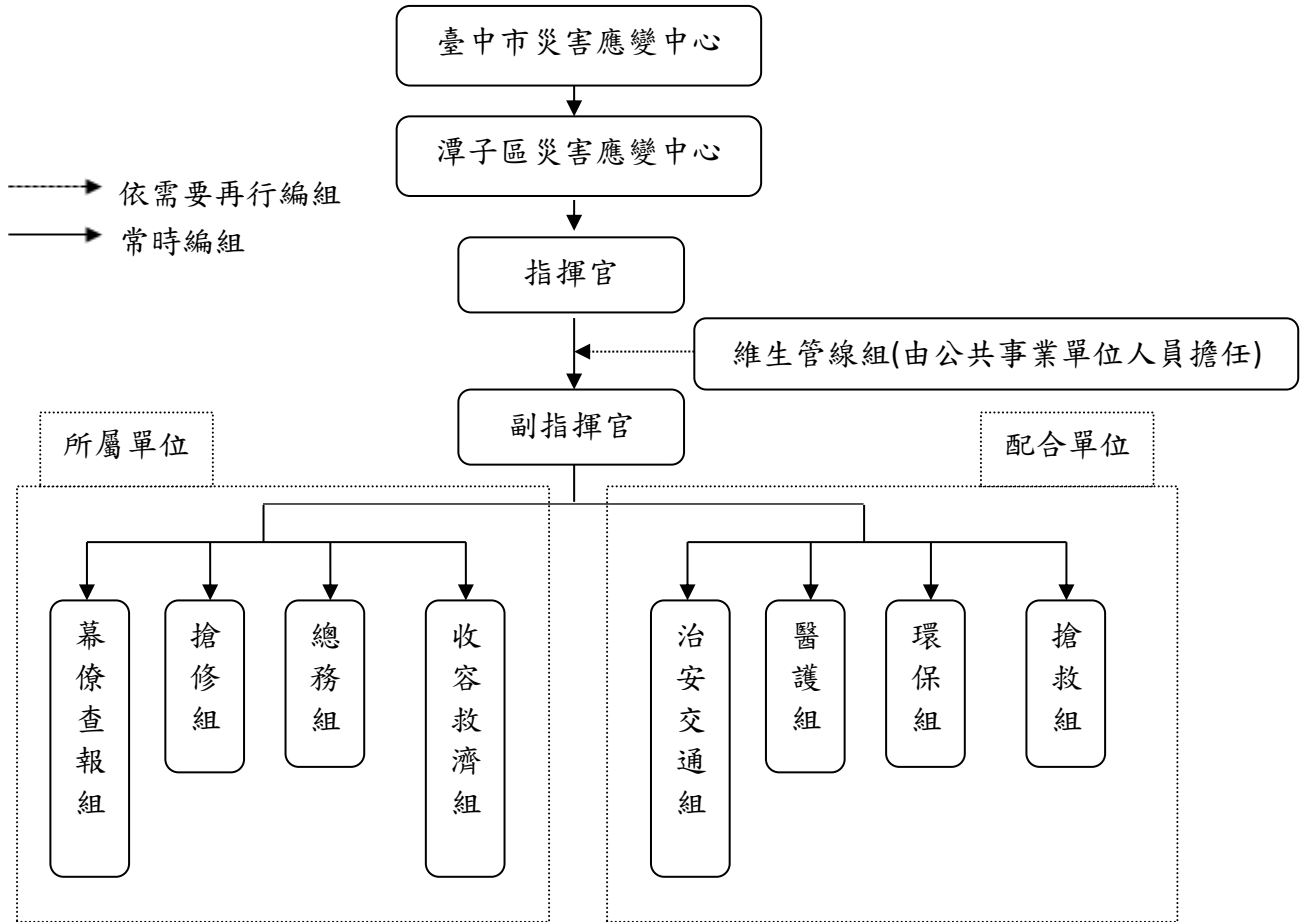 臺中市災害應變中心
潭子區災害應變中心
依需要再行編組
常時編組
指揮官
維生管線組(由公共事業單位人員擔任)
副指揮官
所屬單位
配合單位
幕僚查報組
搶修組
總務組
收容救濟組
治安交通組
醫護組
環保組
搶救組